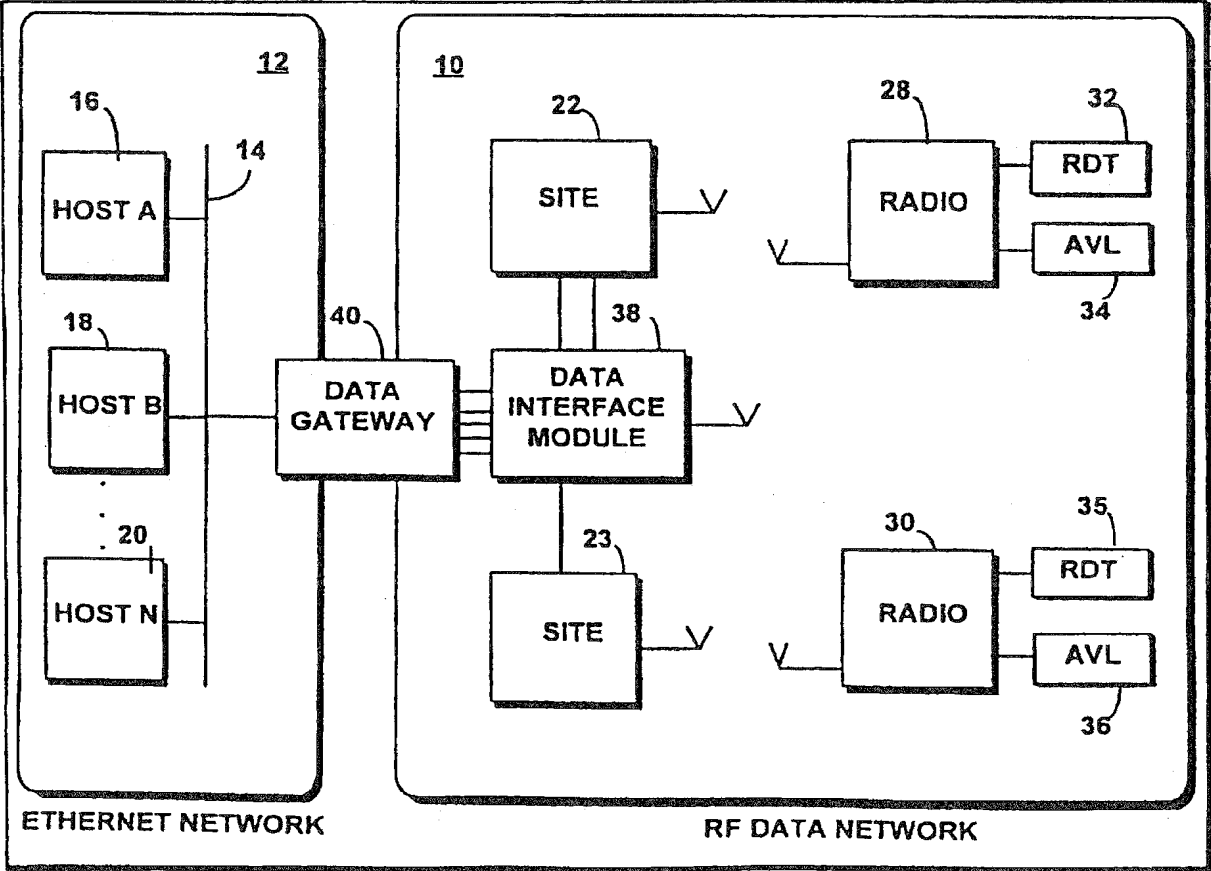 12
16
14
HOST A
18
HOST B
20
HOST N
ETHERNET NETWORK
40
DATA
GATEWAY
10
22
SITE
38
DATA
INTERFACE
MODULE
23
SITE
28
RADIO
32
RDT
AVL
34
30
RADIO
35
RDT
AVL
36
RF DATA NETWORK